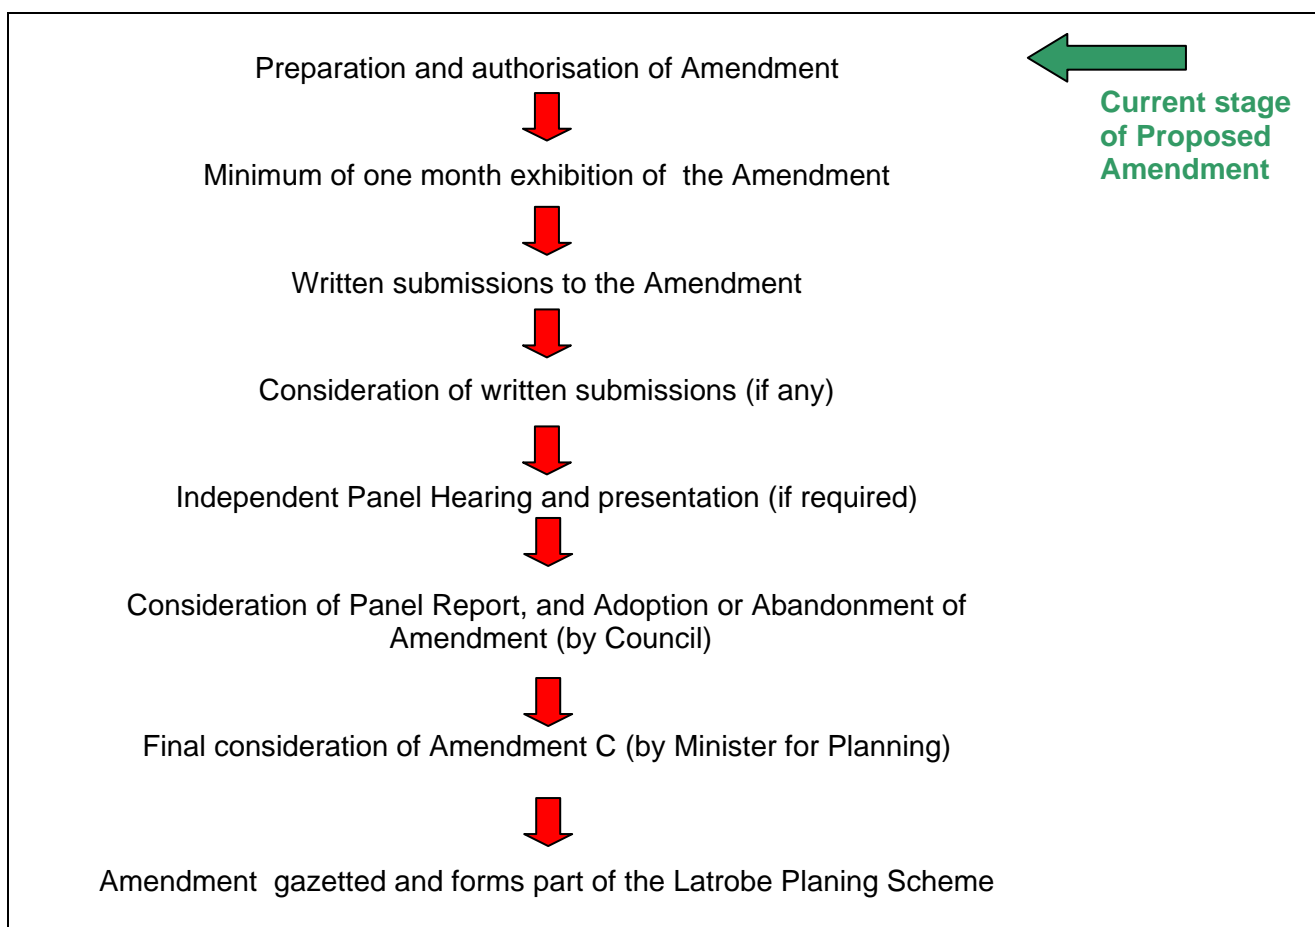 Preparation and authorisation of Amendment
Current stage
of Proposed
Amendment
Minimum of one month exhibition of the Amendment
Written submissions to the Amendment
Consideration of written submissions (if any)
Independent Panel Hearing and presentation (if required)
Consideration of Panel Report, and Adoption or Abandonment of
Amendment (by Council)
Final consideration of Amendment C (by Minister for Planning)
Amendment gazetted and forms part of the Latrobe Planing Scheme